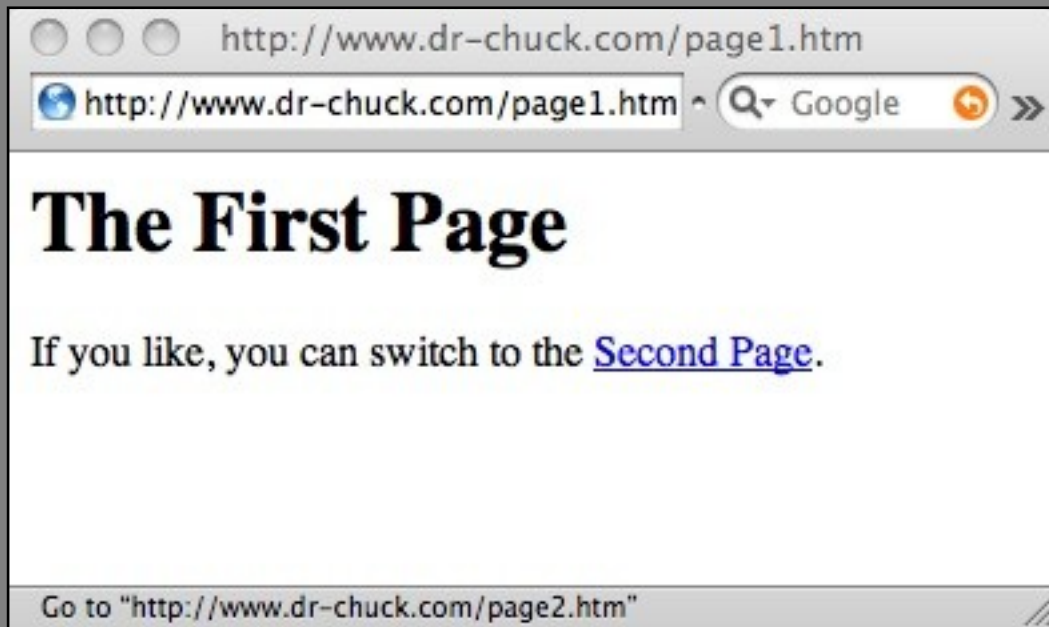 http://www.dr-chuck.com/page1.htm
http://www.dr-chuck.com/page1.htm Google
The First Page
If you like, you can switch to the Second Page.
Go to “http://www.dr-chuck.com/page2.htm”